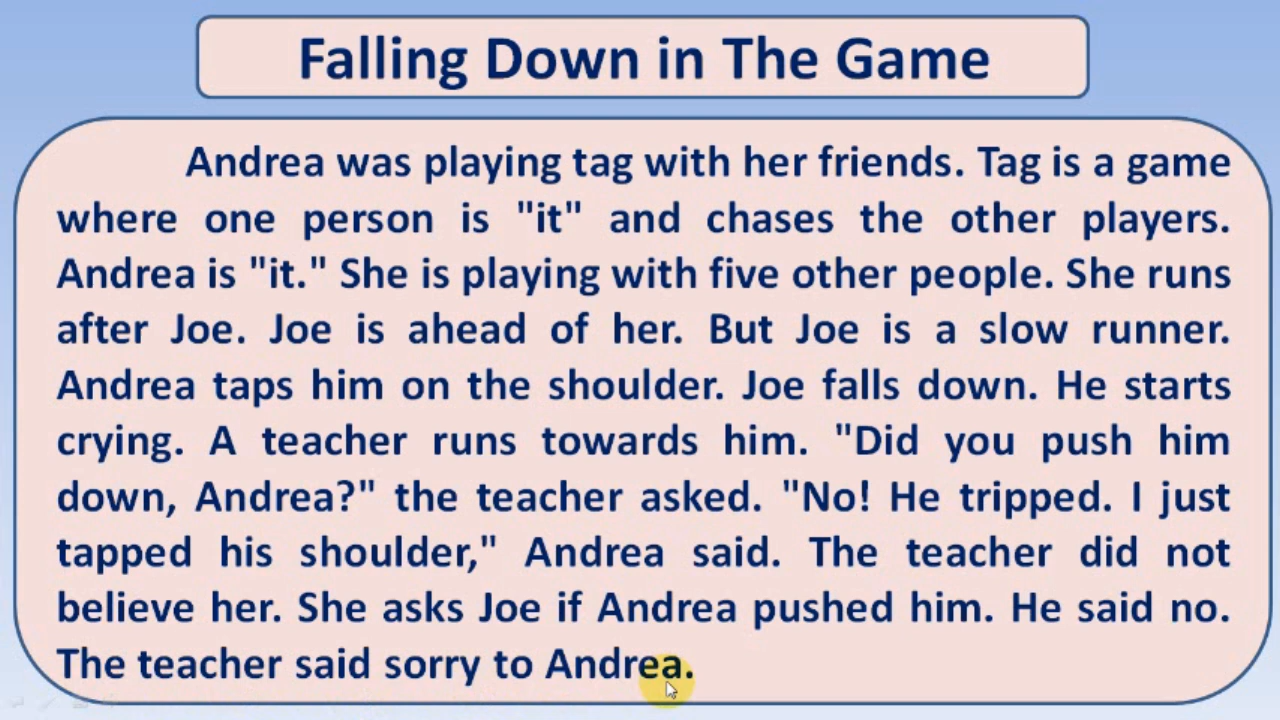 Falling Down in The Game
Andrea was playing tag with her friends. Tag is a game
where one person is "it" and chases the other players.
Andrea is "it." She is playing with five other people. She runs
after Joe. Joe is ahead of her. But Joe is a slow runner.
Andrea taps him on the shoulder. Joe falls down. He starts
crying. A teacher runs towards him. "Did you push him
down, Andrea?" the teacher asked. "No! He tripped. I just
tapped his shoulder," Andrea said. The teacher did not
believe her. She asks Joe if Andrea pushed him. He said no.
The teacher said sorry to Andrea.